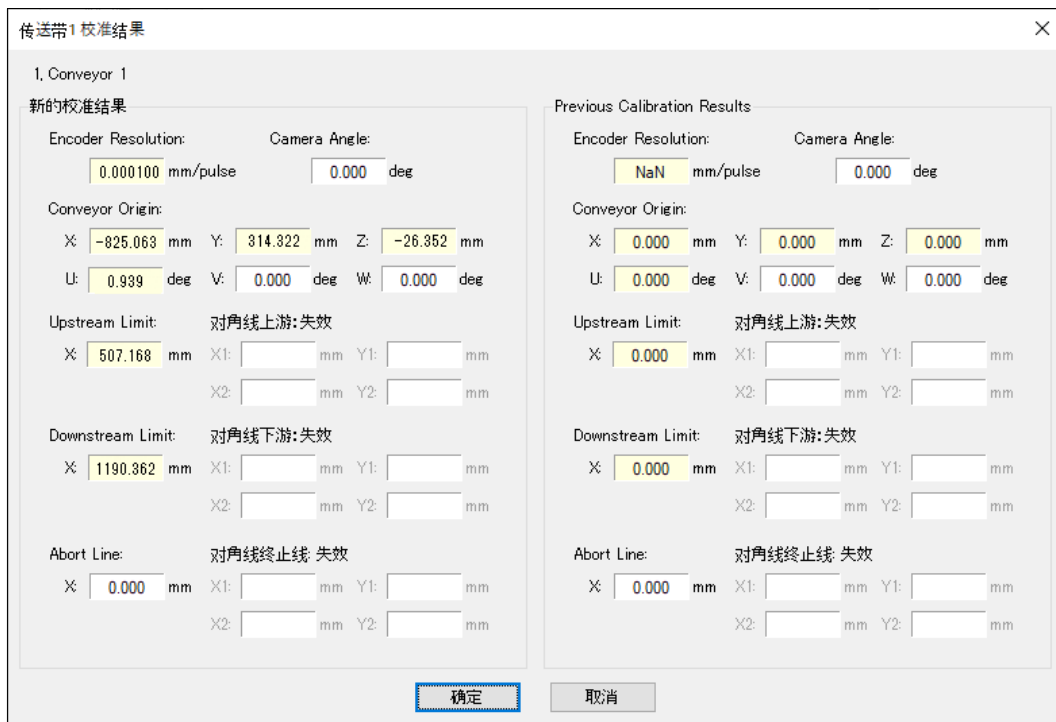 传送带1 校准结果
1, Conveyor 1
新的校准结果
Encoder Resolution: Camera Angle:
0.000100 mm/pulse 0.000 deg
Conveyor Origin:
X: -825.063 mm Y: 314.322 mm Z: -26.352 mm
U: 0.939 deg V: 0.000 deg W: 0.000 deg
Upstream Limit: 对角线上游:失效
X: 507.168 mm X1: mm Y1: mm
X2: mm Y2: mm
Downstream Limit: 对角线下游:失效
X: 1190.362 mm X1: mm Y1: mm
X2: mm Y2: mm
Abort Line: 对角线终止线: 失效
X: 0.000 mm X1: mm Y1: mm
X2: mm Y2: mm
Previous Calibration Results
Encoder Resolution: Camera Angle:
NaN mm/pulse 0.000 deg
Conveyor Origin:
X: 0.000 mm Y: 0.000 mm Z: 0.000 mm
U: 0.000 deg V: 0.000 deg W: 0.000 deg
Upstream Limit: 对角线上游:失效
X: 0.000 mm X1: mm Y1: mm
X2: mm Y2: mm
Downstream Limit: 对角线下游:失效
X: 0.000 mm X1: mm Y1: mm
X2: mm Y2: mm
Abort Line: 对角线终止线: 失效
X: 0.000 mm X1: mm Y1: mm
X2: mm Y2: mm
确定 取消